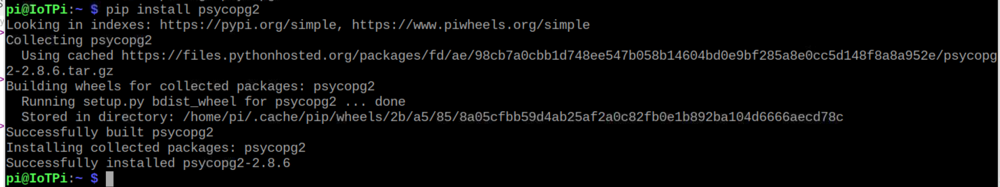 pi@IoTPi:~ $ pip install psycopg2
Looking in indexes: https://pypi.org/simple, https://www.piwheels.org/simple
Collecting psycopg2
  Using cached https://files.pythonhosted.org/packages/fd/ae/98cb7a0cbb1d748ee547b058b14604bd0e9bf285a8e0cc5d148f8a8a952e/psycopg
2-2.8.6.tar.gz
Building wheels for collected packages: psycopg2
  Running setup.py bdist_wheel for psycopg2 ... done
  Stored in directory: /home/pi/.cache/pip/wheels/2b/a5/85/8a05cfbb59d4ab25af2a0c82fb0e1b892ba104d6666aecd78c
Successfully built psycopg2
Installing collected packages: psycopg2
Successfully installed psycopg2-2.8.6
pi@IoTPi:~ $